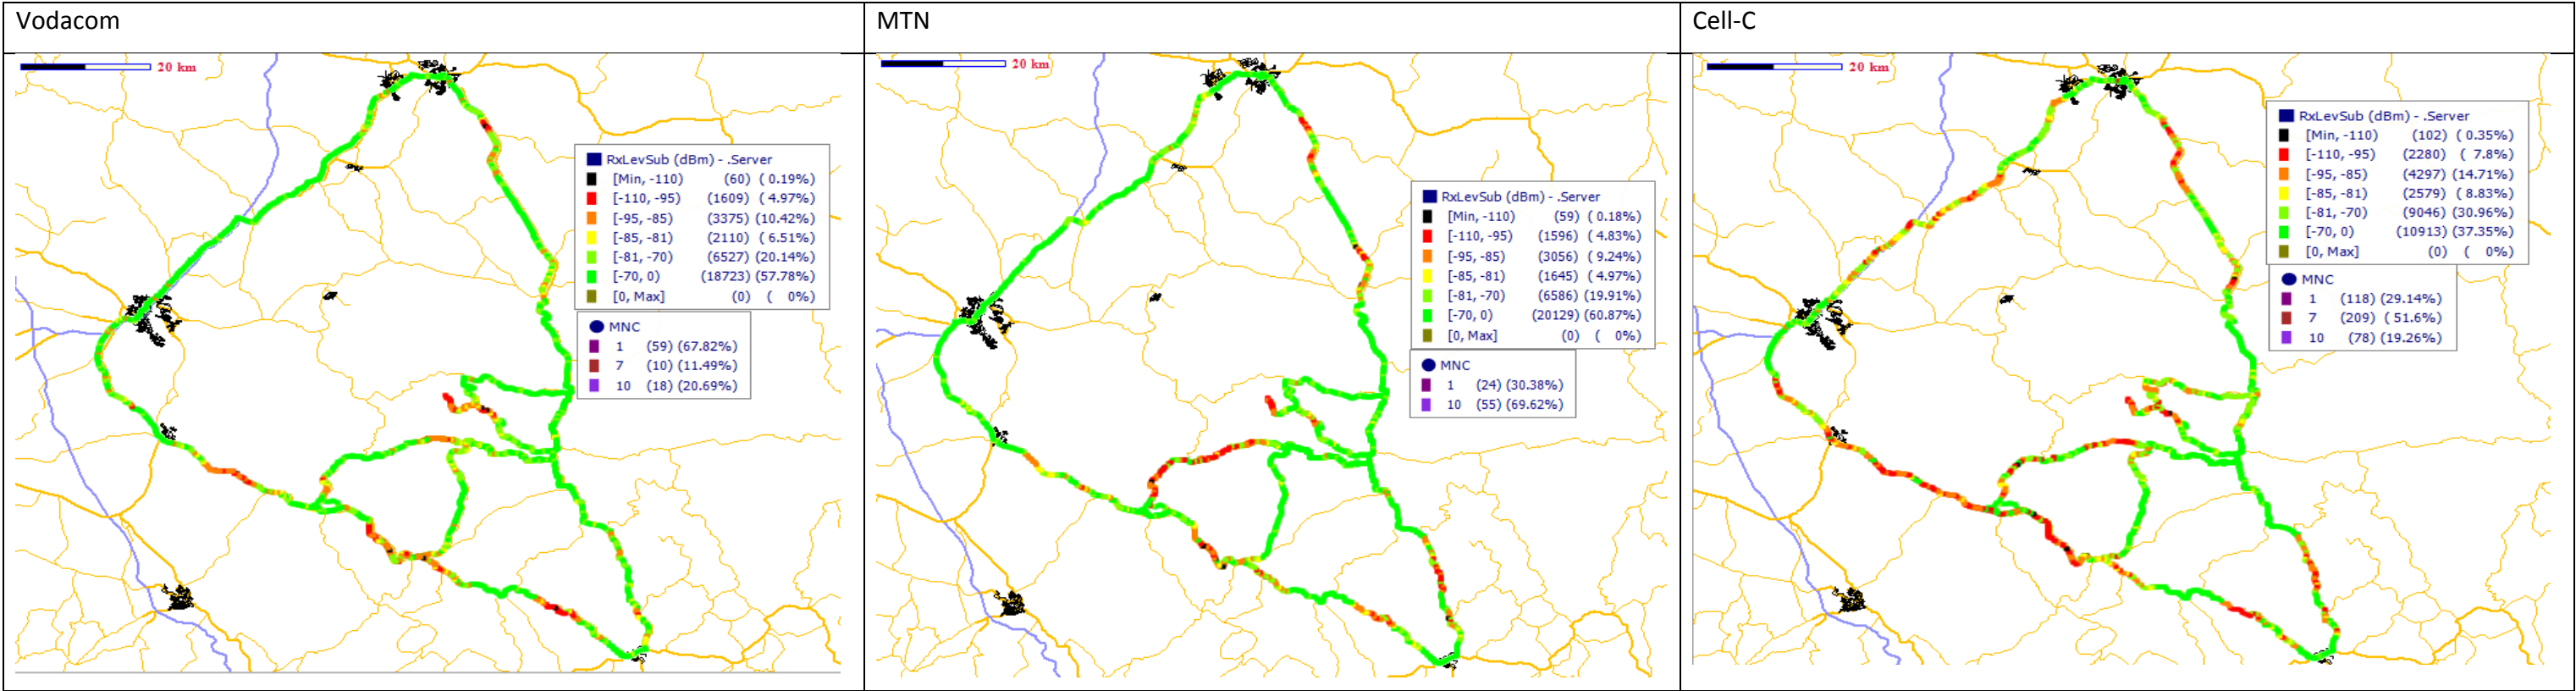 Vodacom
20 km
RxLevSub (dBm) - .Server
[Min, -110) (60) ( 0.19%)
[-110, -95) (1609) ( 4.97%)
[-95, -85) (3375) (10.42%)
[-85, -81) (2110) ( 6.51%)
[-81, -70) (6527) (20.14%)
[-70, 0) (18723) (57.78%)
[0, Max] (0) ( 0%)
MNC
1 (59) (67.82%)
7 (10) (11.49%)
10 (18) (20.69%)
MTN
20 km
RxLevSub (dBm) - .Server
[Min, -110) (59) ( 0.18%)
[-110, -95) (1596) ( 4.83%)
[-95, -85) (3056) ( 9.24%)
[-85, -81) (1645) ( 4.97%)
[-81, -70) (6586) (19.91%)
[-70, 0) (20129) (60.87%)
[0, Max] (0) ( 0%)
MNC
1 (24) (30.38%)
10 (55) (69.62%)
Cell-C
20 km
RxLevSub (dBm) - .Server
[Min, -110) (102) ( 0.35%)
[-110, -95) (2280) ( 7.8%)
[-95, -85) (4297) (14.71%)
[-85, -81) (2579) ( 8.83%)
[-81, -70) (9046) (30.96%)
[-70, 0) (10913) (37.35%)
[0, Max] (0) ( 0%)
MNC
1 (118) (29.14%)
7 (209) ( 51.6%)
10 (78) (19.26%)